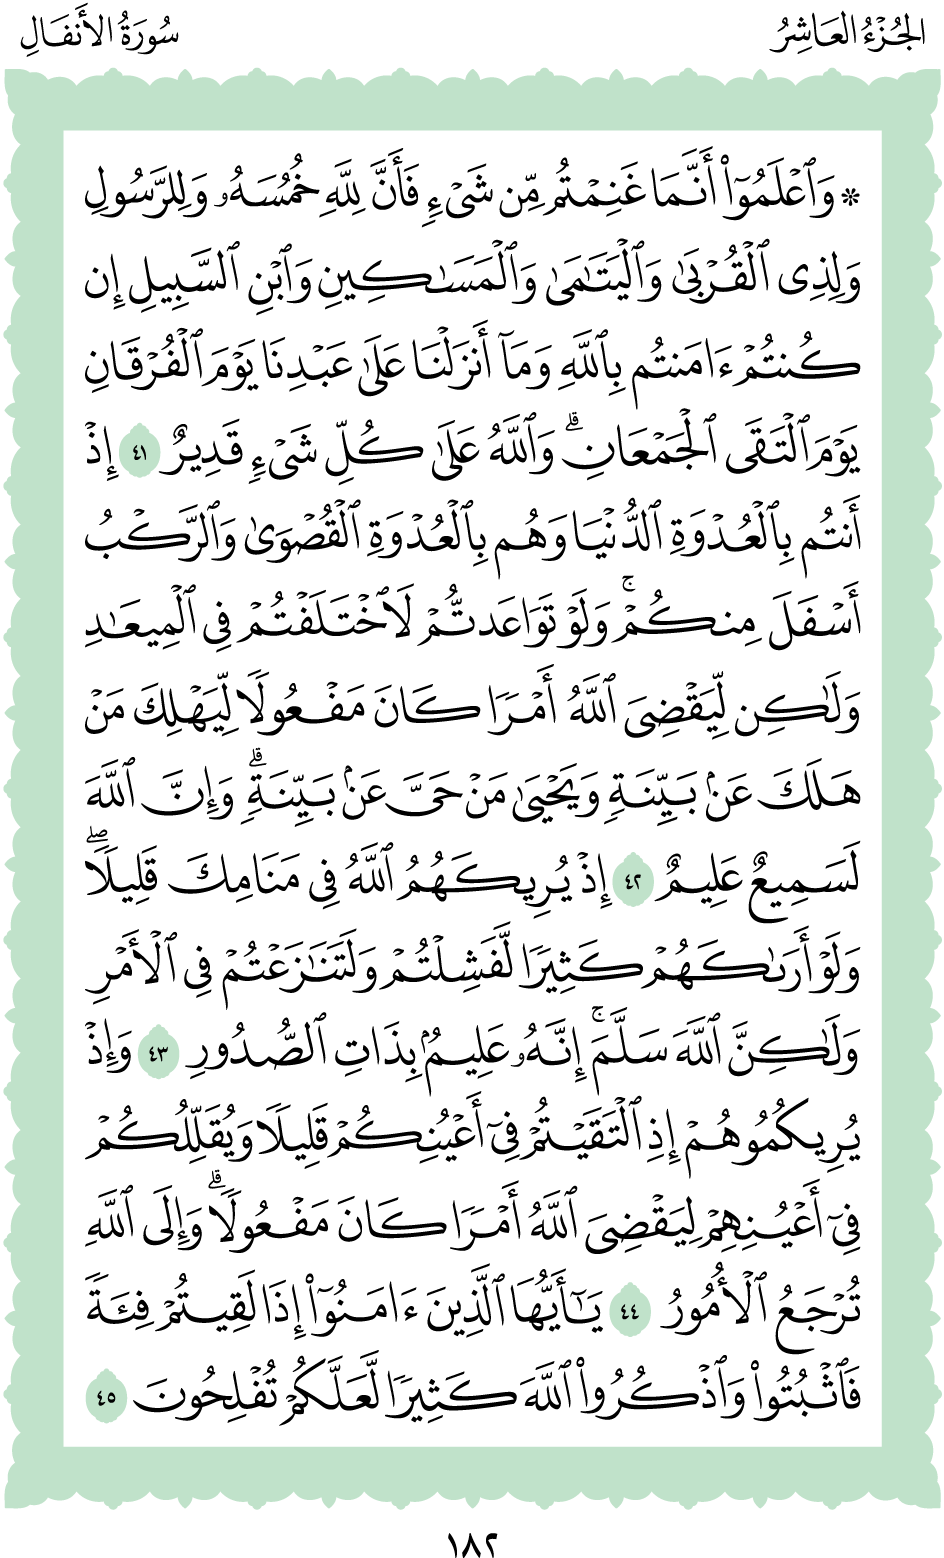 الجُزْءُ العَاشِرُ
سُورَةُ الأَنفَالِ
۞ وَٱعۡلَمُوٓاْ أَنَّمَا غَنِمۡتُم مِّن شَيۡءٖ فَأَنَّ لِلَّهِ خُمُسَهُۥ وَلِلرَّسُولِ
وَلِذِي ٱلۡقُرۡبَىٰ وَٱلۡيَتَٰمَىٰ وَٱلۡمَسَٰكِينِ وَٱبۡنِ ٱلسَّبِيلِ إِن
كُنتُمۡ ءَامَنتُم بِٱللَّهِ وَمَآ أَنزَلۡنَا عَلَىٰ عَبۡدِنَا يَوۡمَ ٱلۡفُرۡقَانِ
يَوۡمَ ٱلۡتَقَى ٱلۡجَمۡعَانِۗ وَٱللَّهُ عَلَىٰ كُلِّ شَيۡءٖ قَدِيرٌ ٤١ إِذۡ
أَنتُم بِٱلۡعُدۡوَةِ ٱلدُّنۡيَا وَهُم بِٱلۡعُدۡوَةِ ٱلۡقُصۡوَىٰ وَٱلرَّكۡبُ
أَسۡفَلَ مِنكُمۡۚ وَلَوۡ تَوَاعَدتُّمۡ لَٱخۡتَلَفۡتُمۡ فِي ٱلۡمِيعَٰدِ
وَلَٰكِن لِّيَقۡضِيَ ٱللَّهُ أَمۡرٗا كَانَ مَفۡعُولٗا لِّيَهۡلِكَ مَنۡ
هَلَكَ عَنۢ بَيِّنَةٖ وَيَحۡيَىٰ مَنۡ حَيَّ عَنۢ بَيِّنَةٖۗ وَإِنَّ ٱللَّهَ
لَسَمِيعٌ عَلِيمٌ ٤٢ إِذۡ يُرِيكَهُمُ ٱللَّهُ فِي مَنَامِكَ قَلِيلٗاۖ
وَلَوۡ أَرَىٰكَهُمۡ كَثِيرٗا لَّفَشِلۡتُمۡ وَلَتَنَٰزَعۡتُمۡ فِي ٱلۡأَمۡرِ
وَلَٰكِنَّ ٱللَّهَ سَلَّمَۚ إِنَّهُۥ عَلِيمُۢ بِذَاتِ ٱلصُّدُورِ ٤٣ وَإِذۡ
يُرِيكُمُوهُمۡ إِذِ ٱلۡتَقَيۡتُمۡ فِيٓ أَعۡيُنِكُمۡ قَلِيلٗا وَيُقَلِّلُكُمۡ
فِيٓ أَعۡيُنِهِمۡ لِيَقۡضِيَ ٱللَّهُ أَمۡرٗا كَانَ مَفۡعُولٗاۗ وَإِلَى ٱللَّهِ
تُرۡجَعُ ٱلۡأُمُورُ ٤٤ يَٰٓأَيُّهَا ٱلَّذِينَ ءَامَنُوٓاْ إِذَا لَقِيتُمۡ فِئَةٗ
فَٱثۡبُتُواْ وَٱذۡكُرُواْ ٱللَّهَ كَثِيرٗا لَّعَلَّكُمۡ تُفۡلِحُونَ ٤٥
١٨٢